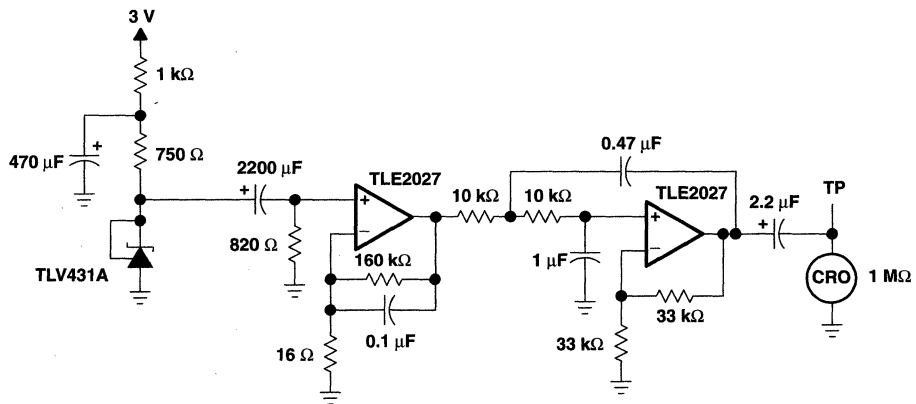 3 V
1 kΩ
470 μF
+
750 Ω
2200 μF
+
TLE2027
+
−
820 Ω
160 kΩ
0.1 μF
16 Ω
TLV431A
10 kΩ
10 kΩ
0.47 μF
TLE2027
+
−
1 μF
33 kΩ
33 kΩ
2.2 μF
+
TP
CRO
1 MΩ